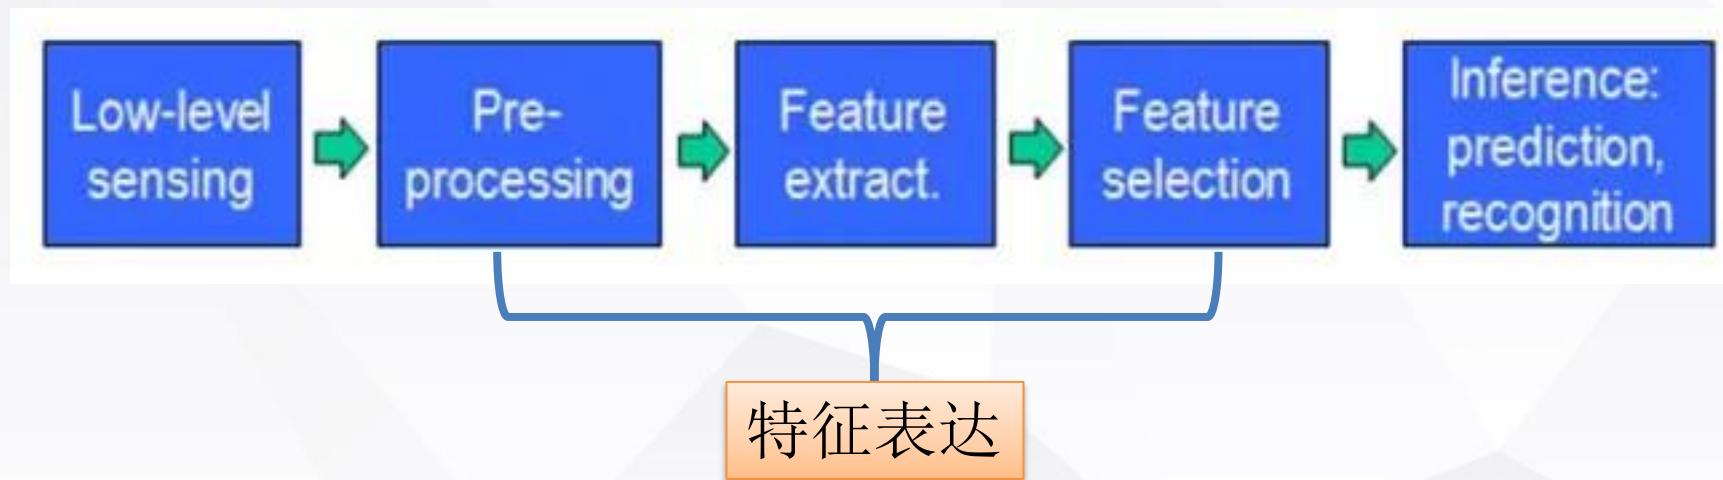 Low-level
sensing
Pre-
processing
Feature
extract.
Feature
selection
Inference:
prediction,
recognition
特征表达